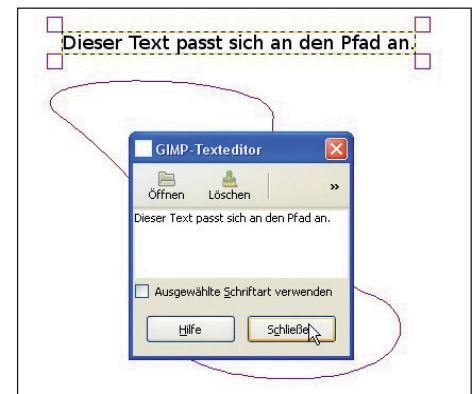 Dieser Text passt sich an den Pfad an.
GIMP-Texteditor
Öffnen Löschen »
Dieser Text passt sich an den Pfad an.
Ausgewählte Schriftart verwenden
Hilfe Schließe